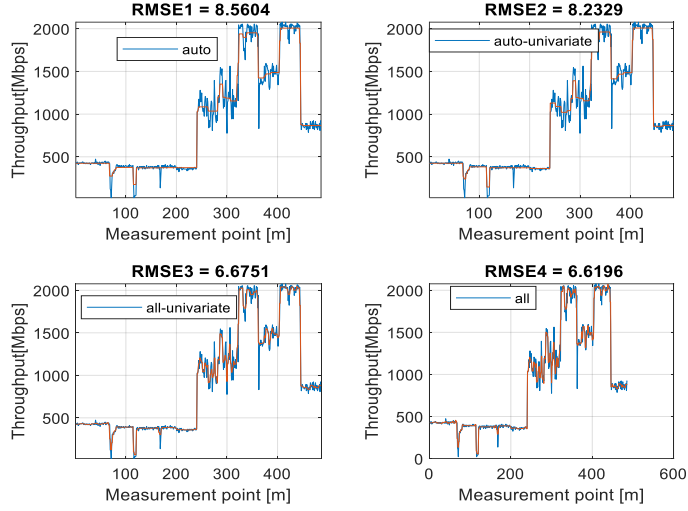 RMSE1 = 8.5604
auto
Throughput[Mbps]
2000
1500
1000
500
100 200 300 400
Measurement point [m]
RMSE2 = 8.2329
auto-univariate
Throughput[Mbps]
2000
1500
1000
500
100 200 300 400
Measurement point [m]
RMSE3 = 6.6751
all-univariate
Throughput[Mbps]
2000
1500
1000
500
100 200 300 400
Measurement point [m]
RMSE4 = 6.6196
all
Throughput[Mbps]
2000
1500
1000
500
0
0 200 400 600
Measurement point [m]